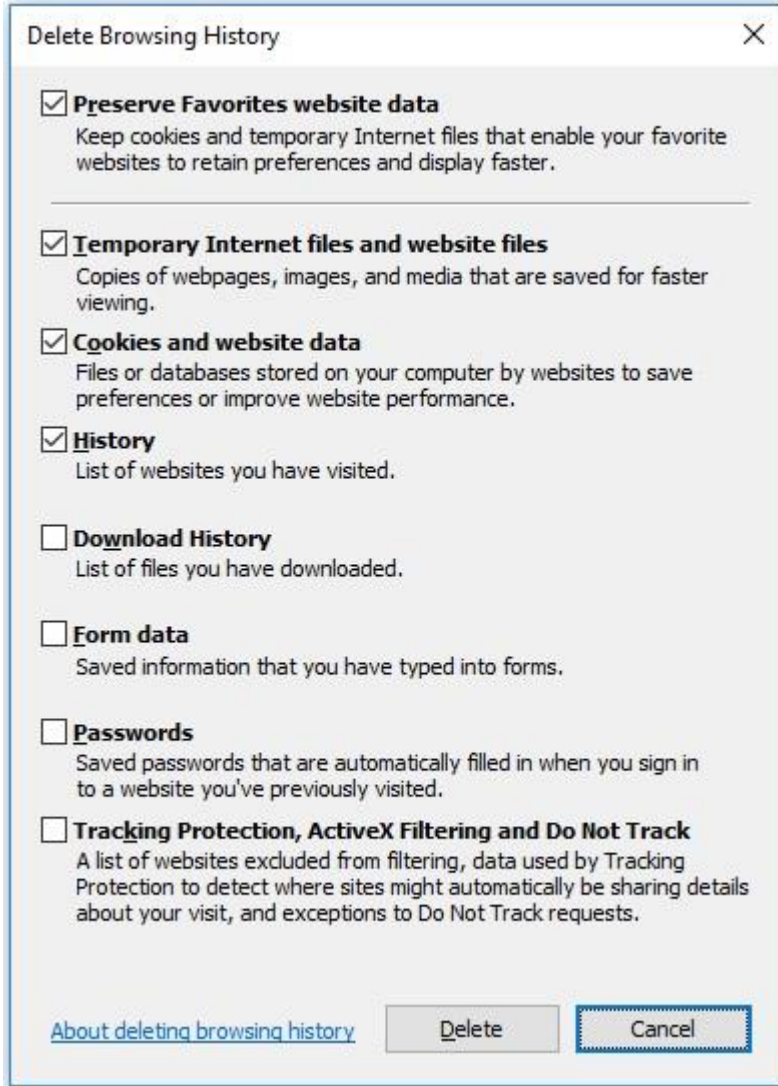 Delete Browsing History
Preserve Favorites website data
Keep cookies and temporary Internet files that enable your favorite
websites to retain preferences and display faster.
Temporary Internet files and website files
Copies of webpages, images, and media that are saved for faster
viewing.
Cookies and website data
Files or databases stored on your computer by websites to save
preferences or improve website performance.
History
List of websites you have visited.
Download History
List of files you have downloaded.
Form data
Saved information that you have typed into forms.
Passwords
Saved passwords that are automatically filled in when you sign in
to a website you've previously visited.
Tracking Protection, ActiveX Filtering and Do Not Track
A list of websites excluded from filtering, data used by Tracking
Protection to detect where sites might automatically be sharing details
about your visit, and exceptions to Do Not Track requests.
About deleting browsing history Delete Cancel